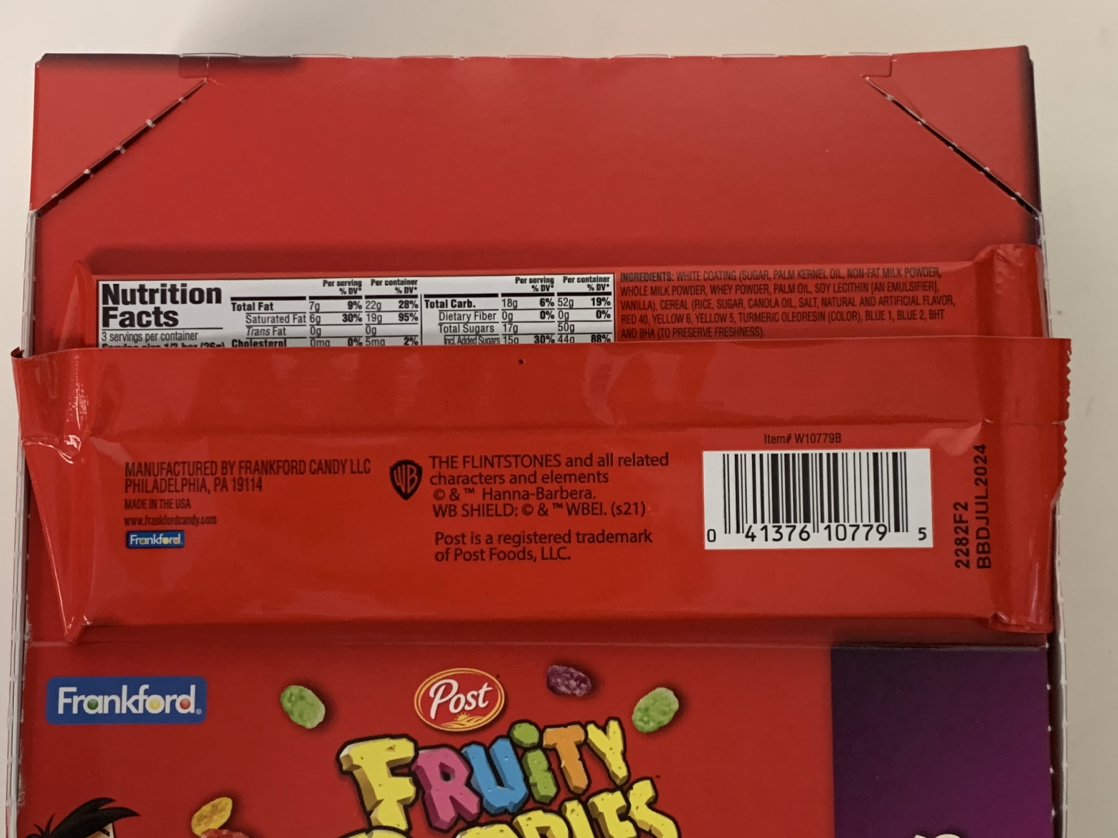 Nutrition
Facts
3 servings per container
Serving size 1/3 bar (26g)
Per serving Per container
% DV* % DV*
Total Fat 7g 9% 22g 28%
Saturated Fat 6g 30% 19g 95%
Trans Fat 0g 0g
Cholesterol 0mg 0% 5mg 2%
Per serving Per container
% DV* % DV*
Total Carb. 18g 6% 52g 19%
Dietary Fiber 0g 0% 0g 0%
Total Sugars 17g 50g
Incl. Added Sugars 15g 30% 44g 88%
INGREDIENTS: WHITE COATING (SUGAR, PALM KERNEL OIL, NON-FAT MILK POWDER,
WHOLE MILK POWDER, WHEY POWDER, PALM OIL, SOY LECITHIN [AN EMULSIFIER],
VANILLA), CEREAL (RICE, SUGAR, CANOLA OIL, SALT, NATURAL AND ARTIFICIAL FLAVOR,
RED 40, YELLOW 6, YELLOW 5, TURMERIC OLEORESIN (COLOR), BLUE 1, BLUE 2, BHT
AND BHA (TO PRESERVE FRESHNESS).
MANUFACTURED BY FRANKFORD CANDY LLC
PHILADELPHIA, PA 19114
MADE IN THE USA
www.frankfordcandy.com
Frankford
WB
THE FLINTSTONES and all related
characters and elements
© & ™ Hanna-Barbera.
WB SHIELD: © & ™ WBEI. (s21)
Post is a registered trademark
of Post Foods, LLC.
Item# W10779B
0 41376 10779 5
2282F2
BBDJUL2024
Frankford®
Post
FRUITY